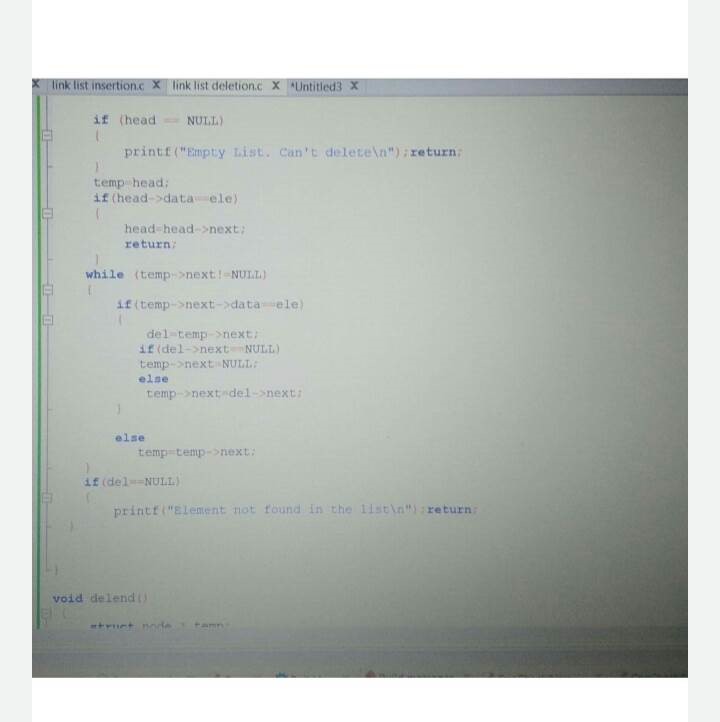 X link list insertion.c X link list deletion.c X *Untitled3 X
if (head == NULL)
{
printf("Empty List. Can't delete\n");return;
}
temp=head;
if(head->data==ele)
{
head=head->next;
return;
}
while (temp->next!=NULL)
{
if(temp->next->data==ele)
{
del=temp->next;
if(del->next==NULL)
temp->next=NULL;
else
temp->next=del->next;
}
else
temp=temp->next;
}
if(del==NULL)
{
printf("Element not found in the list\n");return;
}
}
void delend()
{
struct node * temp;